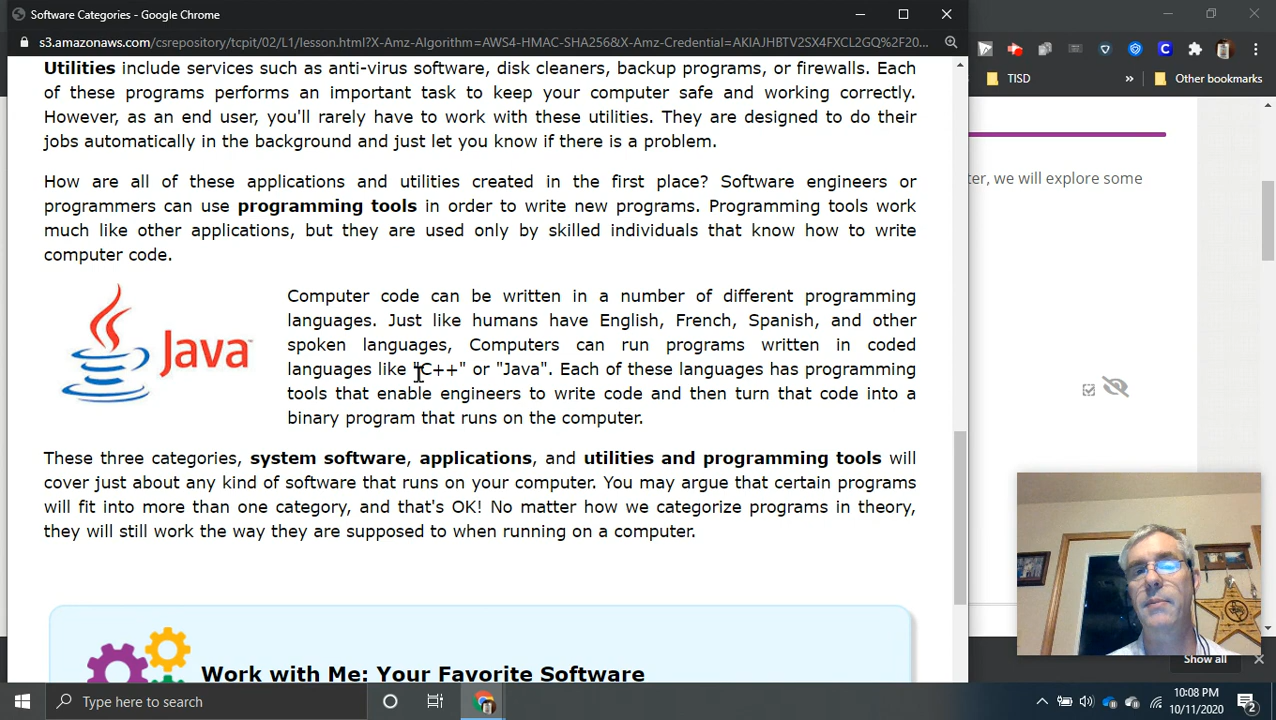 Software Categories - Google Chrome
s3.amazonaws.com/csrepository/tcpit/02/L1/lesson.html?X-Amz-Algorithm=AWS4-HMAC-SHA256&X-Amz-Credential=AKIAJHBTV2SX4FXCL2GQ%2F20...
TISD
»
Other bookmarks
Utilities include services such as anti-virus software, disk cleaners, backup programs, or firewalls. Each
of these programs performs an important task to keep your computer safe and working correctly.
However, as an end user, you'll rarely have to work with these utilities. They are designed to do their
jobs automatically in the background and just let you know if there is a problem.
ter, we will explore some
How are all of these applications and utilities created in the first place? Software engineers or
programmers can use programming tools in order to write new programs. Programming tools work
much like other applications, but they are used only by skilled individuals that know how to write
computer code.
Java
Computer code can be written in a number of different programming
languages. Just like humans have English, French, Spanish, and other
spoken languages, Computers can run programs written in coded
languages like "C++" or "Java". Each of these languages has programming
tools that enable engineers to write code and then turn that code into a
binary program that runs on the computer.
These three categories, system software, applications, and utilities and programming tools will
cover just about any kind of software that runs on your computer. You may argue that certain programs
will fit into more than one category, and that's OK! No matter how we categorize programs in theory,
they will still work the way they are supposed to when running on a computer.
Work with Me: Your Favorite Software
Show all
Type here to search
10:08 PM
10/11/2020
2